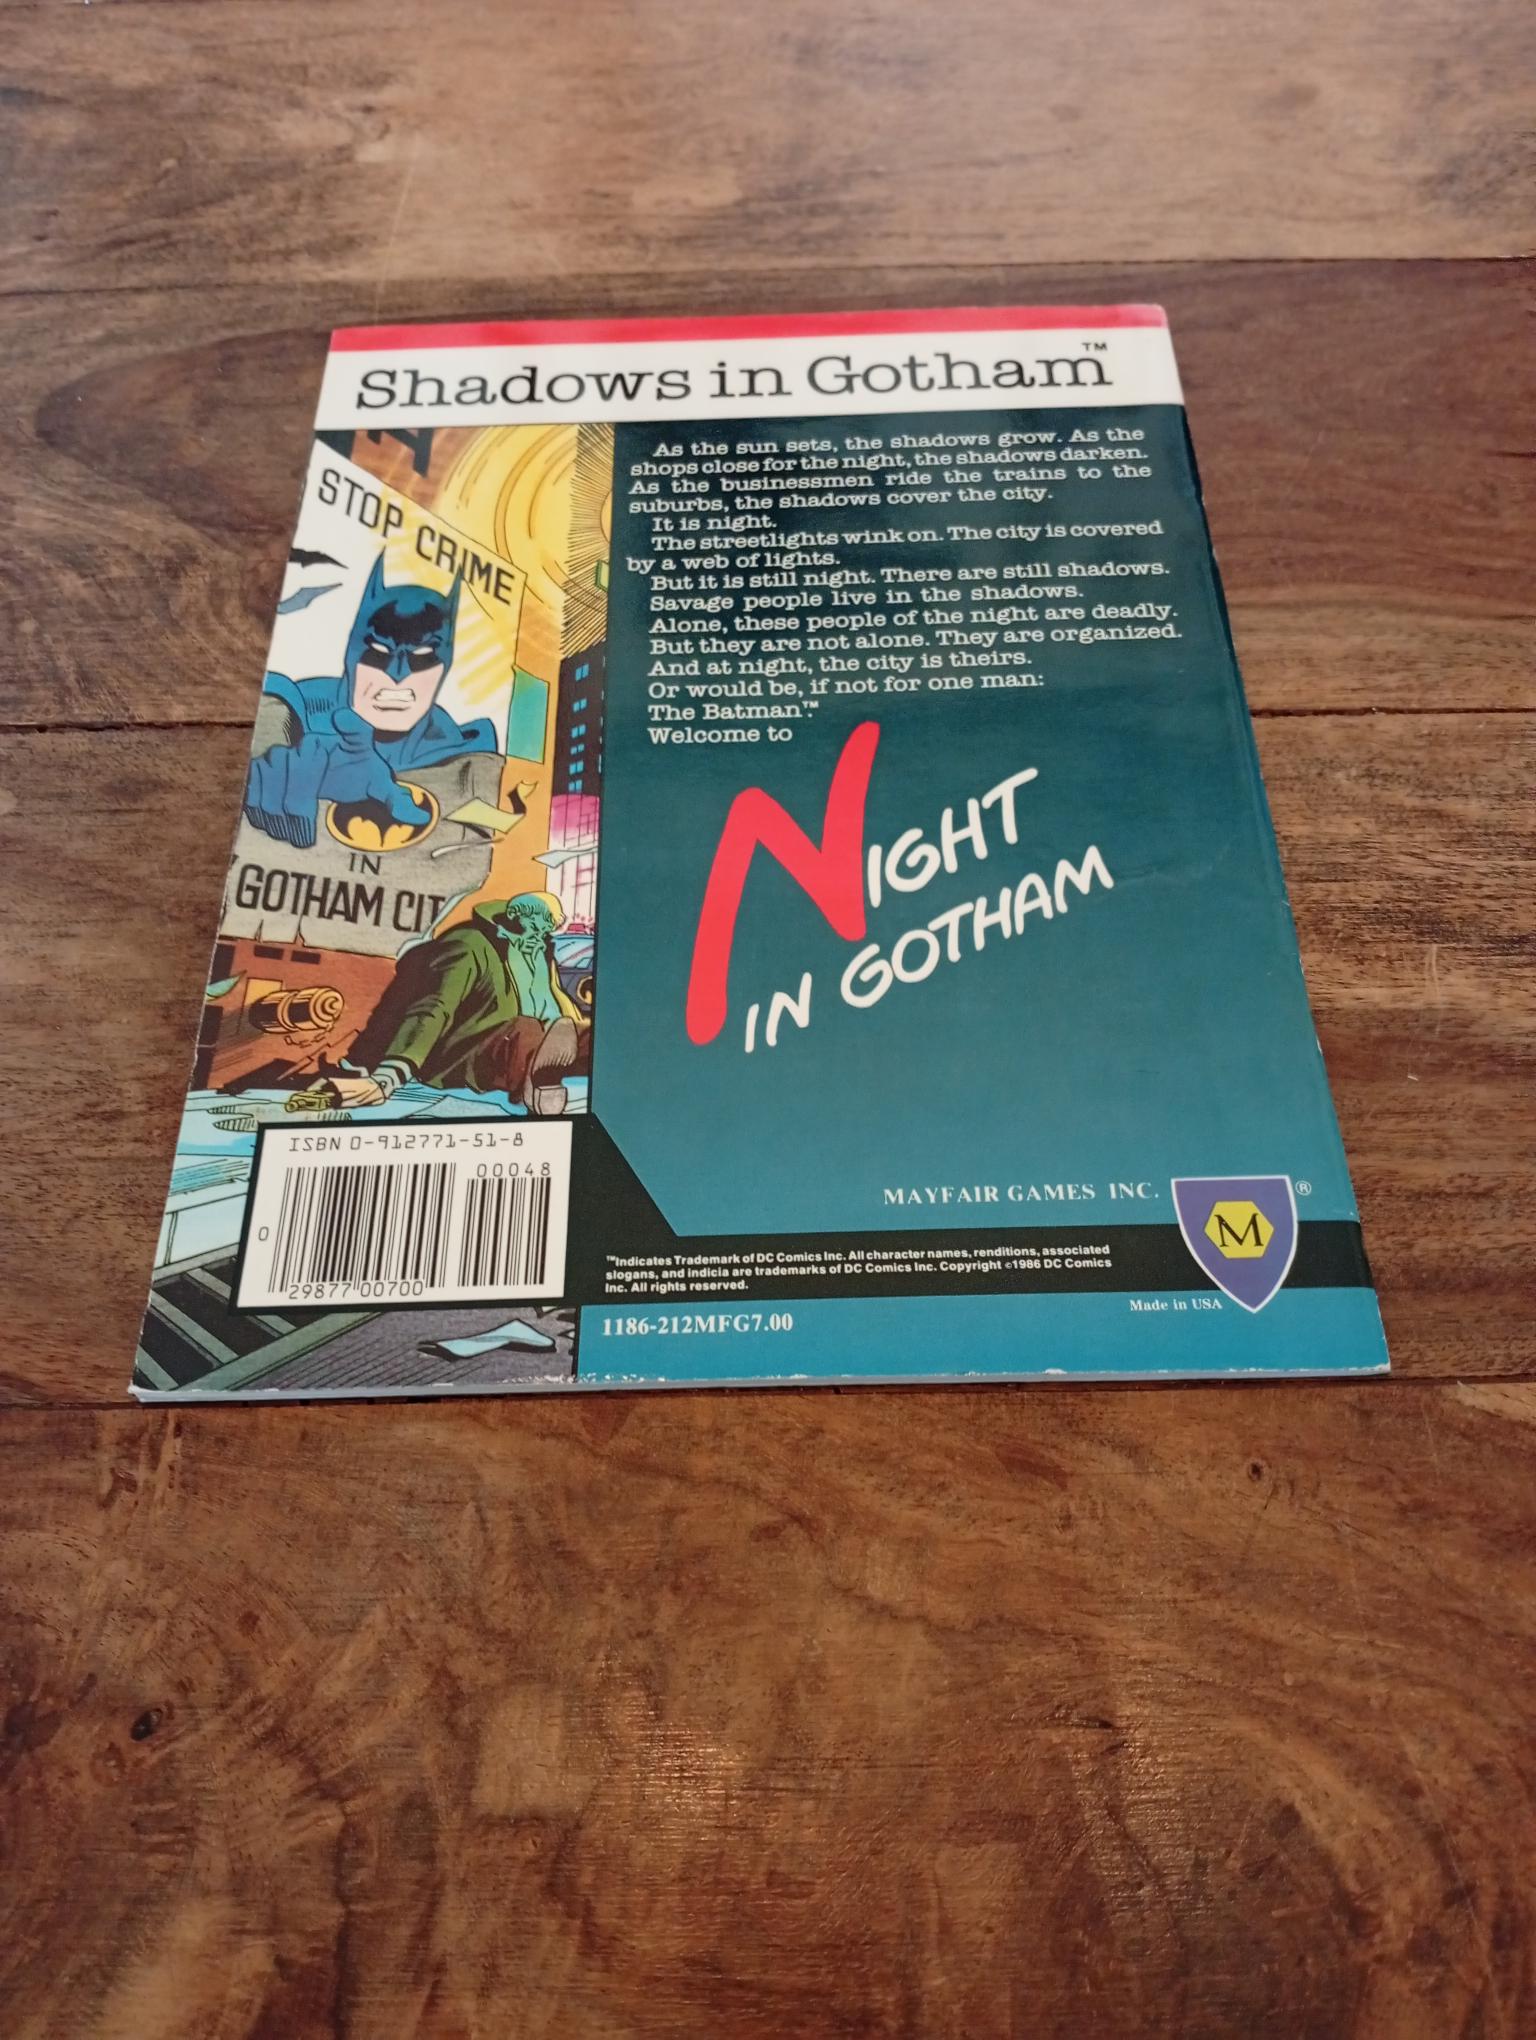 Shadows in Gotham™
STOP CRIME
IN
GOTHAM CIT
As the sun sets, the shadows grow. As the
shops close for the night, the shadows darken.
As the businessmen ride the trains to the
suburbs, the shadows cover the city.
It is night.
The streetlights wink on. The city is covered
by a web of lights.
But it is still night. There are still shadows.
Savage people live in the shadows.
Alone, these people of the night are deadly.
But they are not alone. They are organized.
And at night, the city is theirs.
Or would be, if not for one man:
The Batman™.
Welcome to
NIGHT
IN GOTHAM
ISBN 0-912771-51-8
00048
0
29877 00700
MAYFAIR GAMES INC.
M
®
™Indicates Trademark of DC Comics Inc. All character names, renditions, associated
slogans, and indicia are trademarks of DC Comics Inc. Copyright ©1986 DC Comics
Inc. All rights reserved.
Made in USA
1186-212MFG7.00